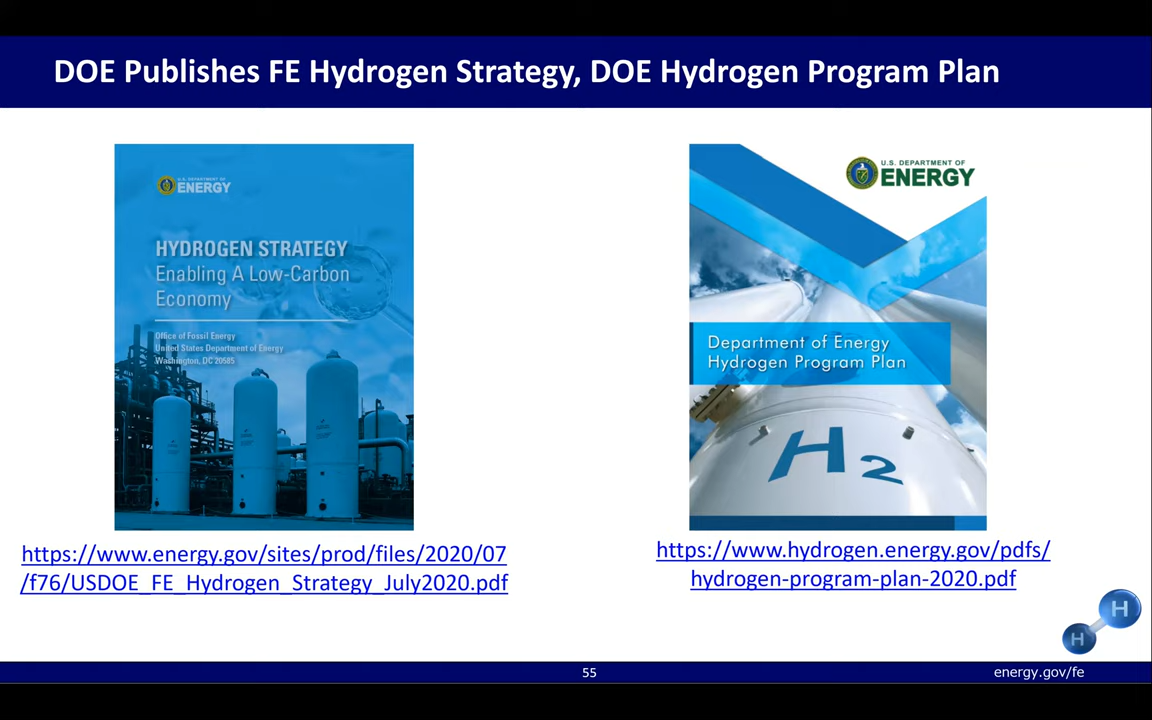 DOE Publishes FE Hydrogen Strategy, DOE Hydrogen Program Plan
U.S. DEPARTMENT OF
ENERGY
HYDROGEN STRATEGY
Enabling A Low-Carbon
Economy
Office of Fossil Energy
United States Department of Energy
Washington, DC 20585
https://www.energy.gov/sites/prod/files/2020/07
/f76/USDOE_FE_Hydrogen_Strategy_July2020.pdf
U.S. DEPARTMENT OF
ENERGY
Department of Energy
Hydrogen Program Plan
H2
https://www.hydrogen.energy.gov/pdfs/
hydrogen-program-plan-2020.pdf
H
H
55
energy.gov/fe